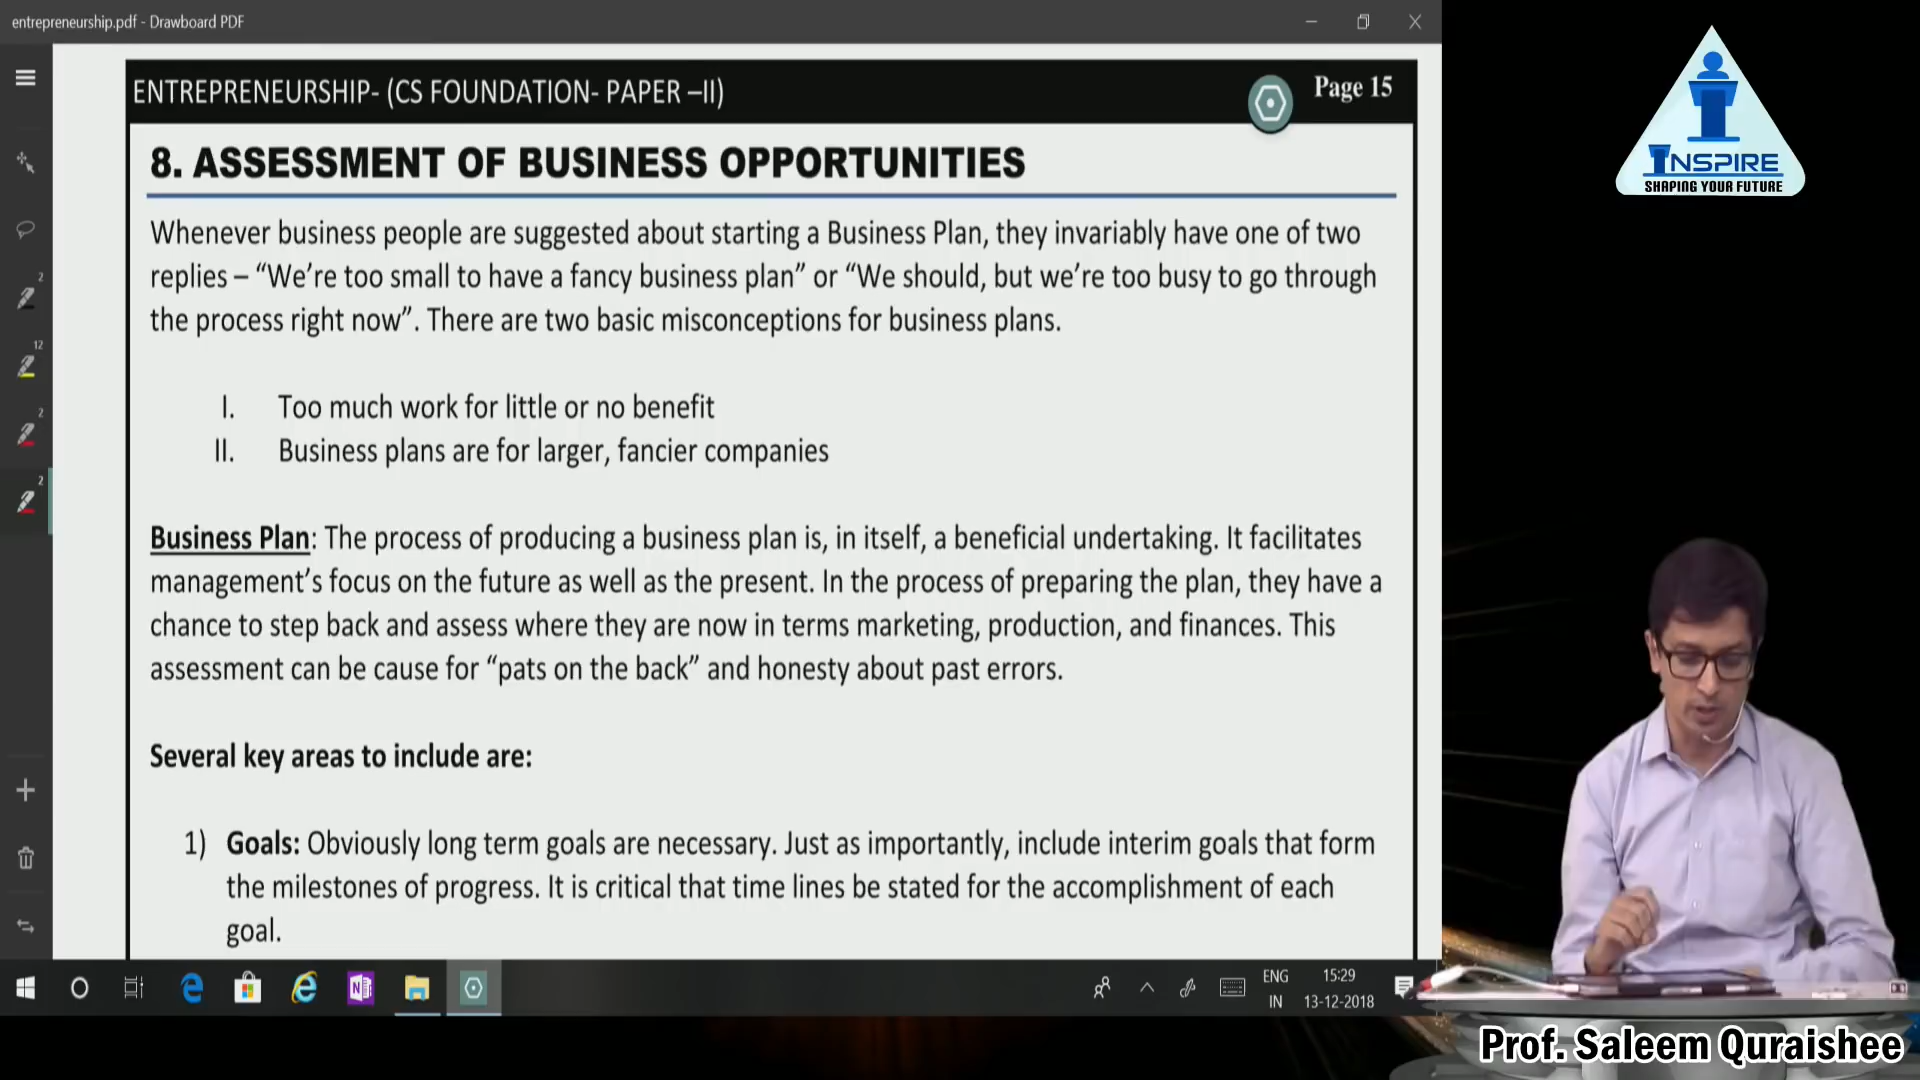 entrepreneurship.pdf - Drawboard PDF
ENTREPRENEURSHIP- (CS FOUNDATION- PAPER –II)
Page 15
8. ASSESSMENT OF BUSINESS OPPORTUNITIES
Whenever business people are suggested about starting a Business Plan, they invariably have one of two
replies – “We’re too small to have a fancy business plan” or “We should, but we’re too busy to go through
the process right now”. There are two basic misconceptions for business plans.
I. Too much work for little or no benefit
II. Business plans are for larger, fancier companies
Business Plan: The process of producing a business plan is, in itself, a beneficial undertaking. It facilitates
management’s focus on the future as well as the present. In the process of preparing the plan, they have a
chance to step back and assess where they are now in terms marketing, production, and finances. This
assessment can be cause for “pats on the back” and honesty about past errors.
Several key areas to include are:
1) Goals: Obviously long term goals are necessary. Just as importantly, include interim goals that form
the milestones of progress. It is critical that time lines be stated for the accomplishment of each
goal.
2
12
2
2
ENG
IN
15:29
13-12-2018
INSPIRE
SHAPING YOUR FUTURE
Prof. Saleem Quraishee